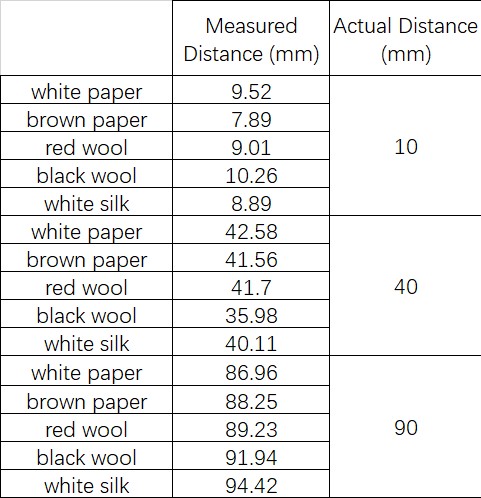 Measured Distance (mm) Actual Distance (mm)
white paper 9.52
brown paper 7.89
red wool 9.01 10
black wool 10.26
white silk 8.89
white paper 42.58
brown paper 41.56
red wool 41.7 40
black wool 35.98
white silk 40.11
white paper 86.96
brown paper 88.25
red wool 89.23 90
black wool 91.94
white silk 94.42